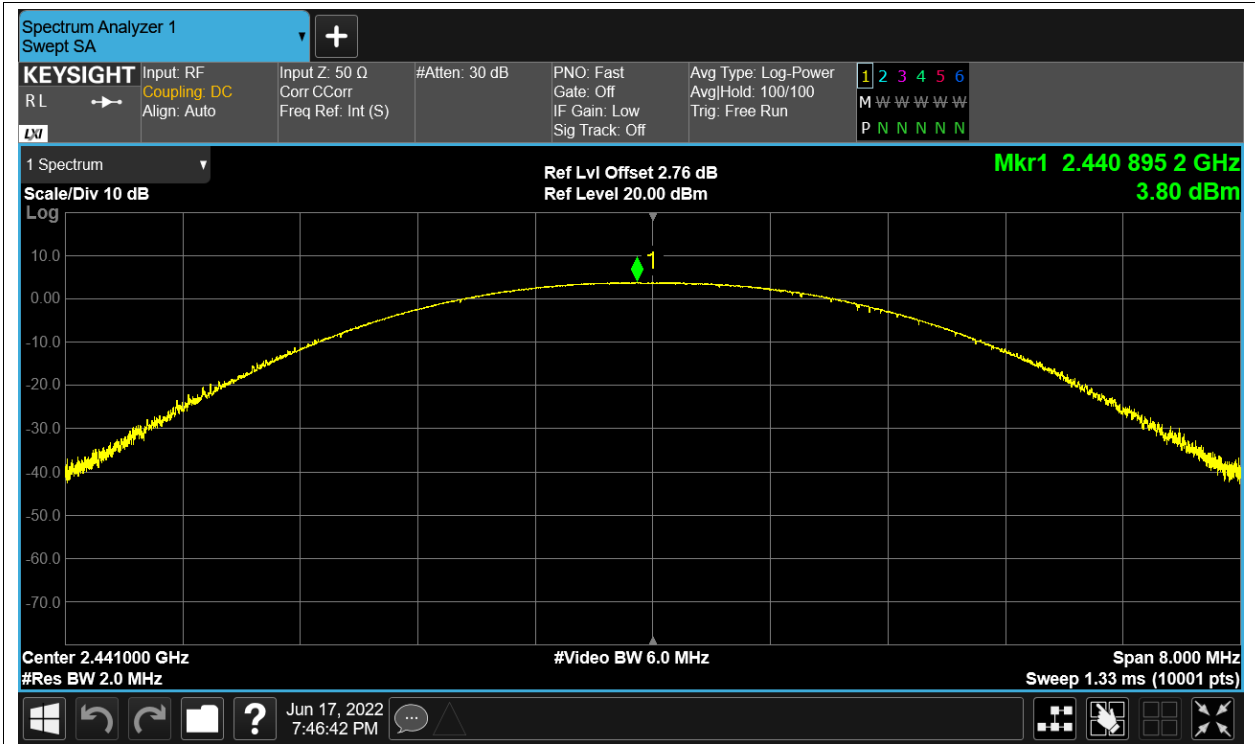 Spectrum Analyzer 1
Swept SA
KEYSIGHT
R L
LXI
Input: RF
Coupling: DC
Align: Auto
Input Z: 50 Ω
Corr CCorr
Freq Ref: Int (S)
#Atten: 30 dB
PNO: Fast
Gate: Off
IF Gain: Low
Sig Track: Off
Avg Type: Log-Power
Avg|Hold: 100/100
Trig: Free Run
1 2 3 4 5 6
M W W W W W
P N N N N N
1 Spectrum
Scale/Div 10 dB
Log
Ref Lvl Offset 2.76 dB
Ref Level 20.00 dBm
Mkr1 2.440 895 2 GHz
3.80 dBm
10.0
1
0.00
-10.0
-20.0
-30.0
-40.0
-50.0
-60.0
-70.0
Center 2.441000 GHz
#Video BW 6.0 MHz
Span 8.000 MHz
#Res BW 2.0 MHz
Sweep 1.33 ms (10001 pts)
?
Jun 17, 2022
7:46:42 PM